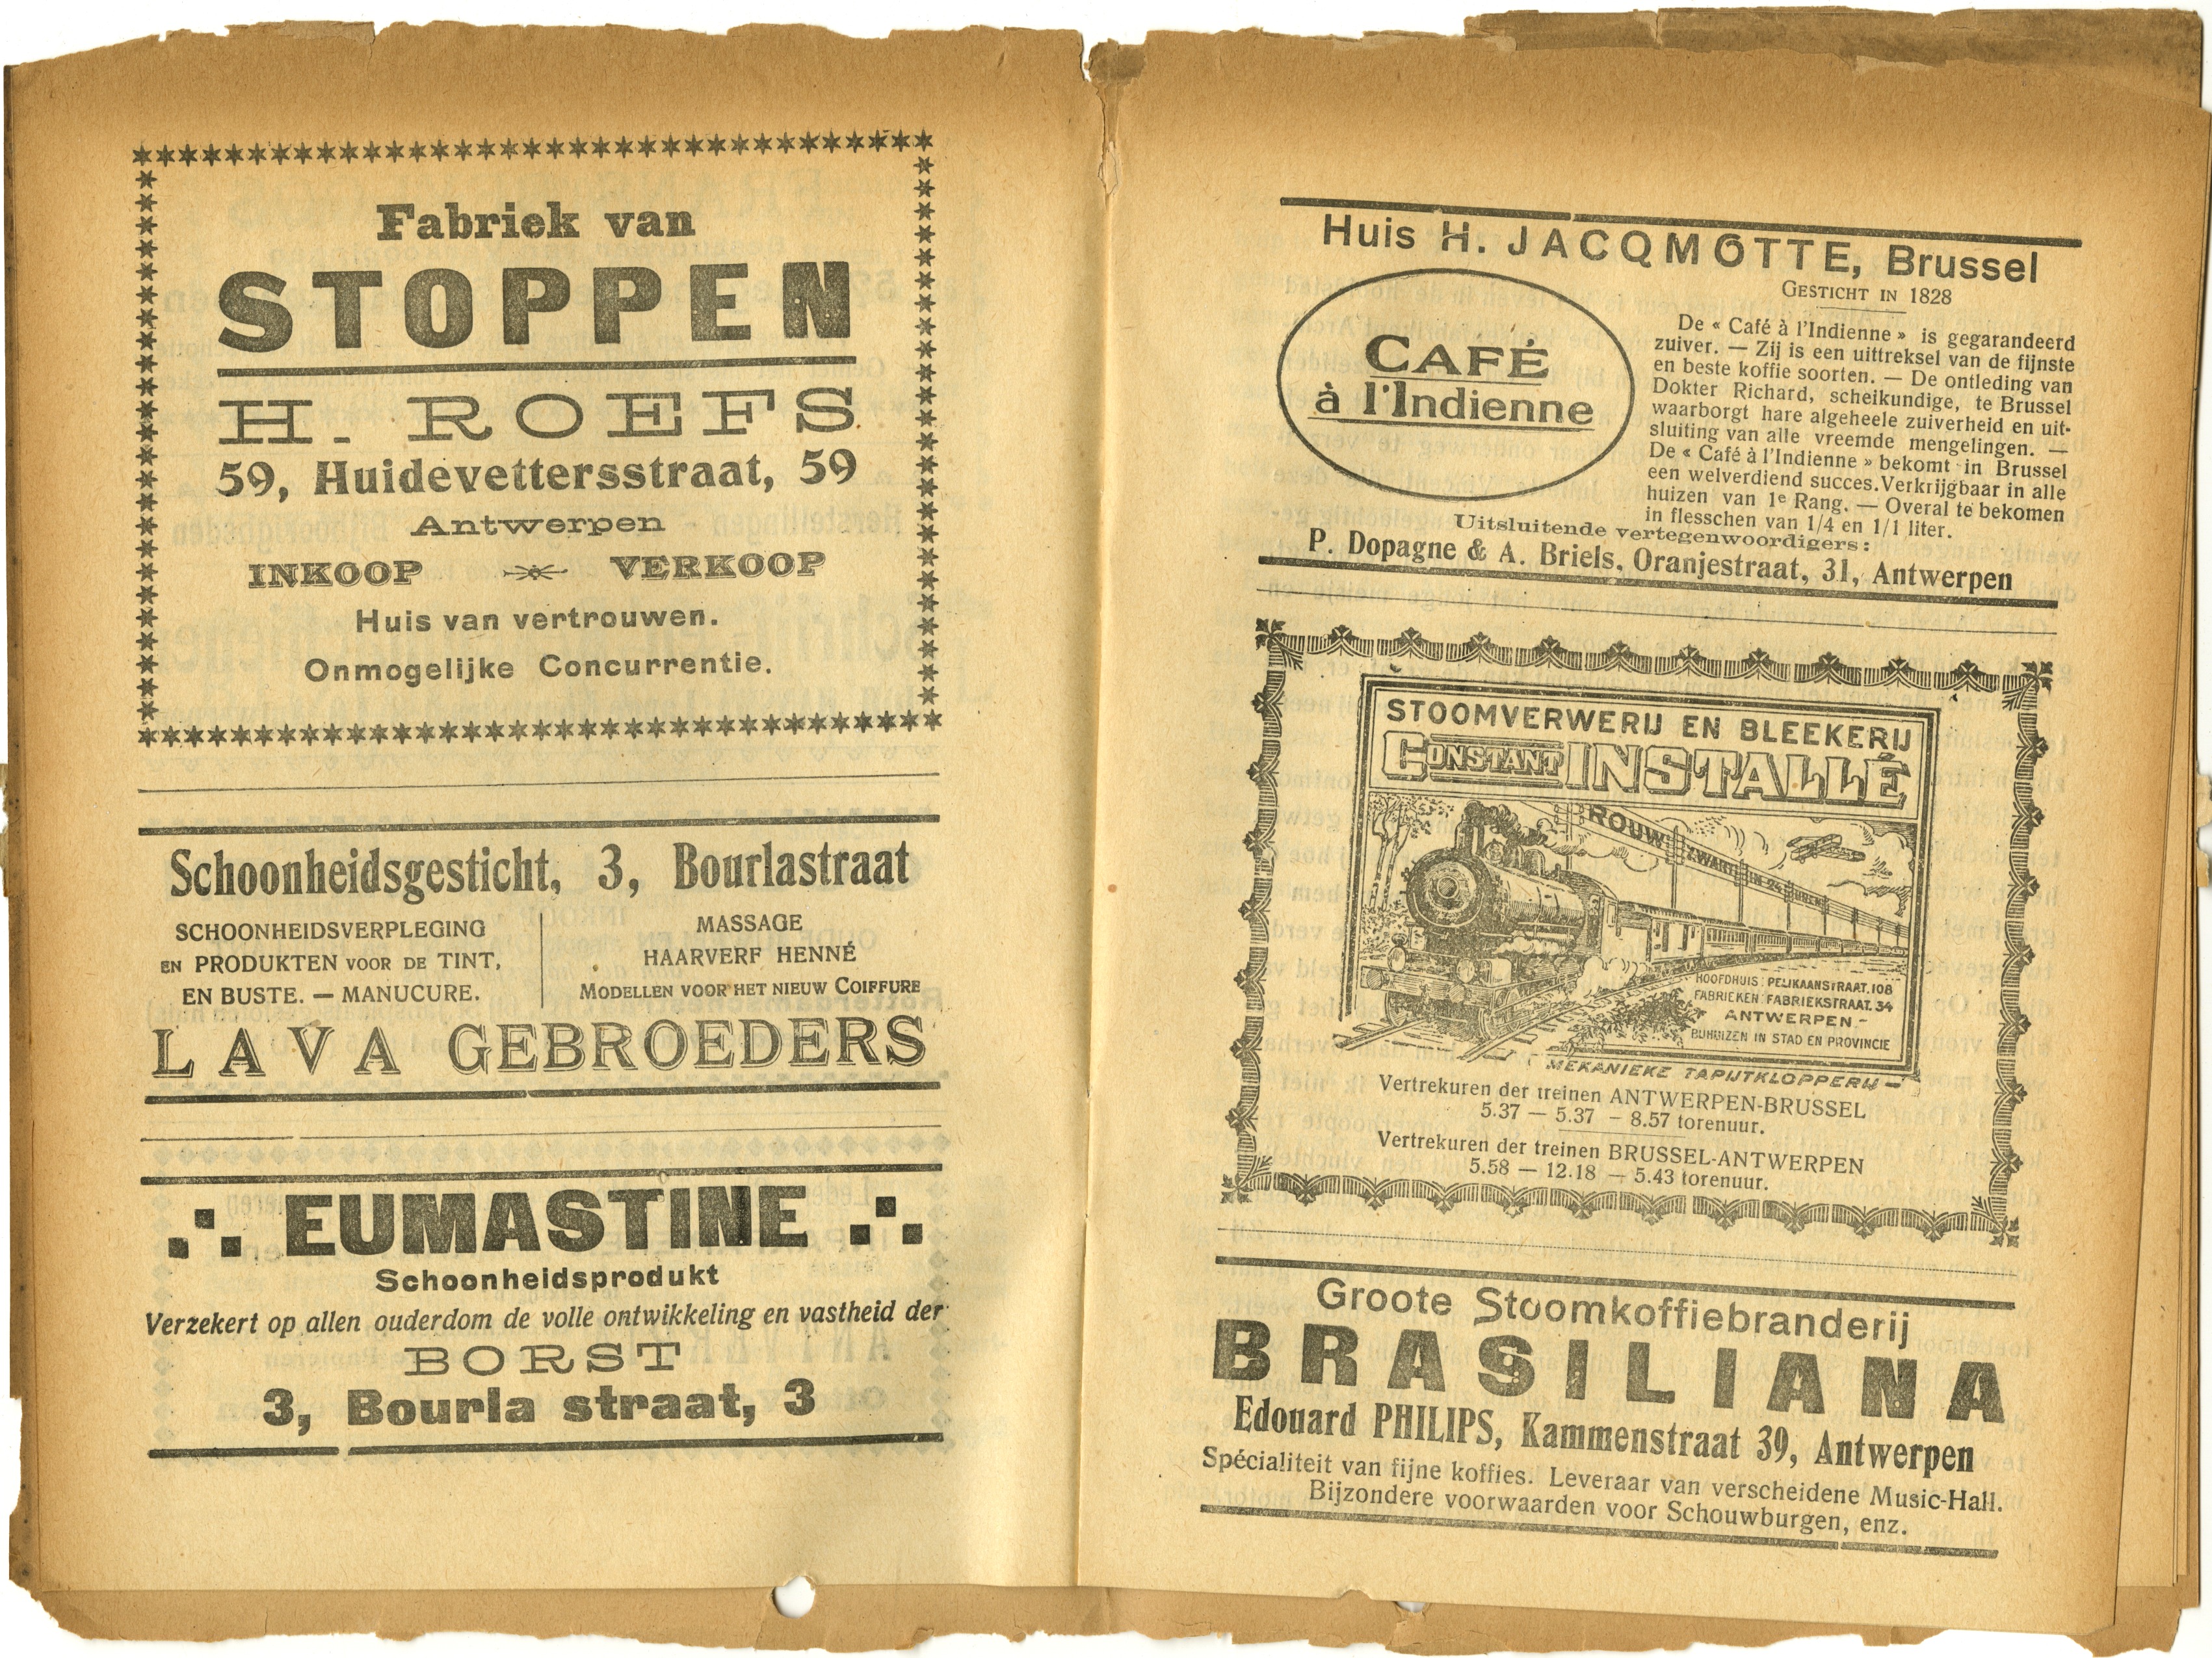 Fabriek van
STOPPEN
H. ROEFS
59, Huidevettersstraat, 59
Antwerpen
INKOOP VERKOOP
Huis van vertrouwen.
Onmogelijke Concurrentie.
Schoonheidsgesticht, 3, Bourlastraat
SCHOONHEIDSVERPLEGING
EN PRODUKTEN VOOR DE TINT,
EN BUSTE. — MANUCURE.
MASSAGE
HAARVERF HENNÉ
MODELLEN VOOR HET NIEUW COIFFURE
LAVA GEBROEDERS
EUMASTINE
Schoonheidsprodukt
Verzekert op allen ouderdom de volle ontwikkeling en vastheid der
BORST
3, Bourla straat, 3
Huis H. JACQMOTTE, Brussel
GESTICHT IN 1828
CAFÉ
à l'Indienne
De « Café à l'Indienne » is gegarandeerd
zuiver. — Zij is een uittreksel van de fijnste
en beste koffie soorten. — De ontleding van
Dokter Richard, scheikundige, te Brussel
waarborgt hare algeheele zuiverheid en uit-
sluiting van alle vreemde mengelingen. —
De « Café à l'Indienne » bekomt in Brussel
een welverdiend succes. Verkrijgbaar in alle
huizen van 1e Rang. — Overal te bekomen
in flesschen van 1/4 en 1/1 liter.
Uitsluitende vertegenwoordigers:
P. Dopagne & A. Briels, Oranjestraat, 31, Antwerpen
STOOMVERWERIJ EN BLEEKERIJ
CONSTANT INSTALLÉ
ROUW ZWART IN 24 UREN
HOOFDHUIS: PELIKAANSTRAAT. 108
FABRIEKEN: FABRIEKSTRAAT. 34
ANTWERPEN -
BIJHUIZEN IN STAD EN PROVINCIE
MEKANIEKE TAPIJTKLOPPERIJ —
Vertrekuren der treinen ANTWERPEN-BRUSSEL
5.37 — 5.37 — 8.57 torenuur.
Vertrekuren der treinen BRUSSEL-ANTWERPEN
5.58 — 12.18 — 5.43 torenuur.
Groote Stoomkoffiebranderij
BRASILIANA
Edouard PHILIPS, Kammenstraat 39, Antwerpen
Spécialiteit van fijne koffies. Leveraar van verscheidene Music-Hall.
Bijzondere voorwaarden voor Schouwburgen, enz.